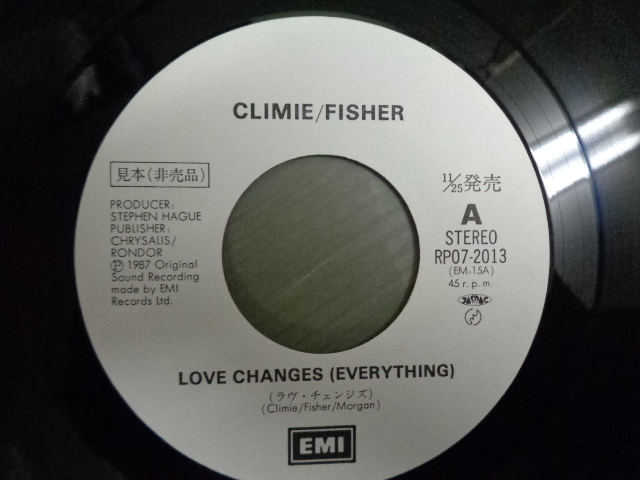 CLIMIE/FISHER
見本(非売品)
PRODUCER:
STEPHEN HAGUE
PUBLISHER:
CHRYSALIS/
RONDOR
Ⓟ 1987 Original
Sound Recording
made by EMI
Records Ltd.
11/25発売
A
STEREO
RP07-2013
(EM-15A)
45 r.p.m.
JASRAC
LOVE CHANGES (EVERYTHING)
(ラヴ・チェンジズ)
(Climie/Fisher/Morgan)
EMI